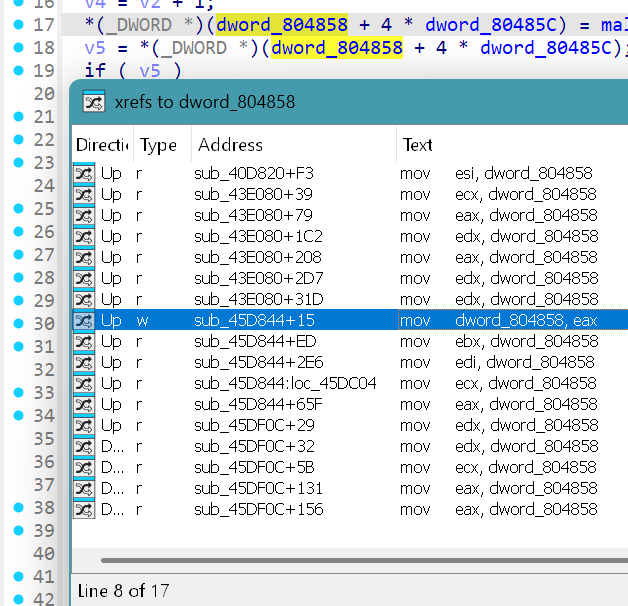 16 v4 = v2 + 1;
17 *(_DWORD *)(dword_804858 + 4 * dword_80485C) = mal
18 v5 = *(_DWORD *)(dword_804858 + 4 * dword_80485C);
19 if ( v5 )
20
21
22
23
24
25
26
27
28
29
30
31
32
33
34
35
36
37
38
39
40
41
42
xrefs to dword_804858
Directi Type Address Text
Up r sub_40D820+F3 mov esi, dword_804858
Up r sub_43E080+39 mov ecx, dword_804858
Up r sub_43E080+79 mov eax, dword_804858
Up r sub_43E080+1C2 mov edx, dword_804858
Up r sub_43E080+208 mov eax, dword_804858
Up r sub_43E080+2D7 mov edx, dword_804858
Up r sub_43E080+31D mov edx, dword_804858
Up w sub_45D844+15 mov dword_804858, eax
Up r sub_45D844+ED mov ebx, dword_804858
Up r sub_45D844+2E6 mov edi, dword_804858
Up r sub_45D844:loc_45DC04 mov ecx, dword_804858
Up r sub_45D844+65F mov eax, dword_804858
Up r sub_45DF0C+29 mov edx, dword_804858
D... r sub_45DF0C+32 mov edx, dword_804858
D... r sub_45DF0C+5B mov ecx, dword_804858
D... r sub_45DF0C+131 mov eax, dword_804858
D... r sub_45DF0C+156 mov eax, dword_804858
Line 8 of 17